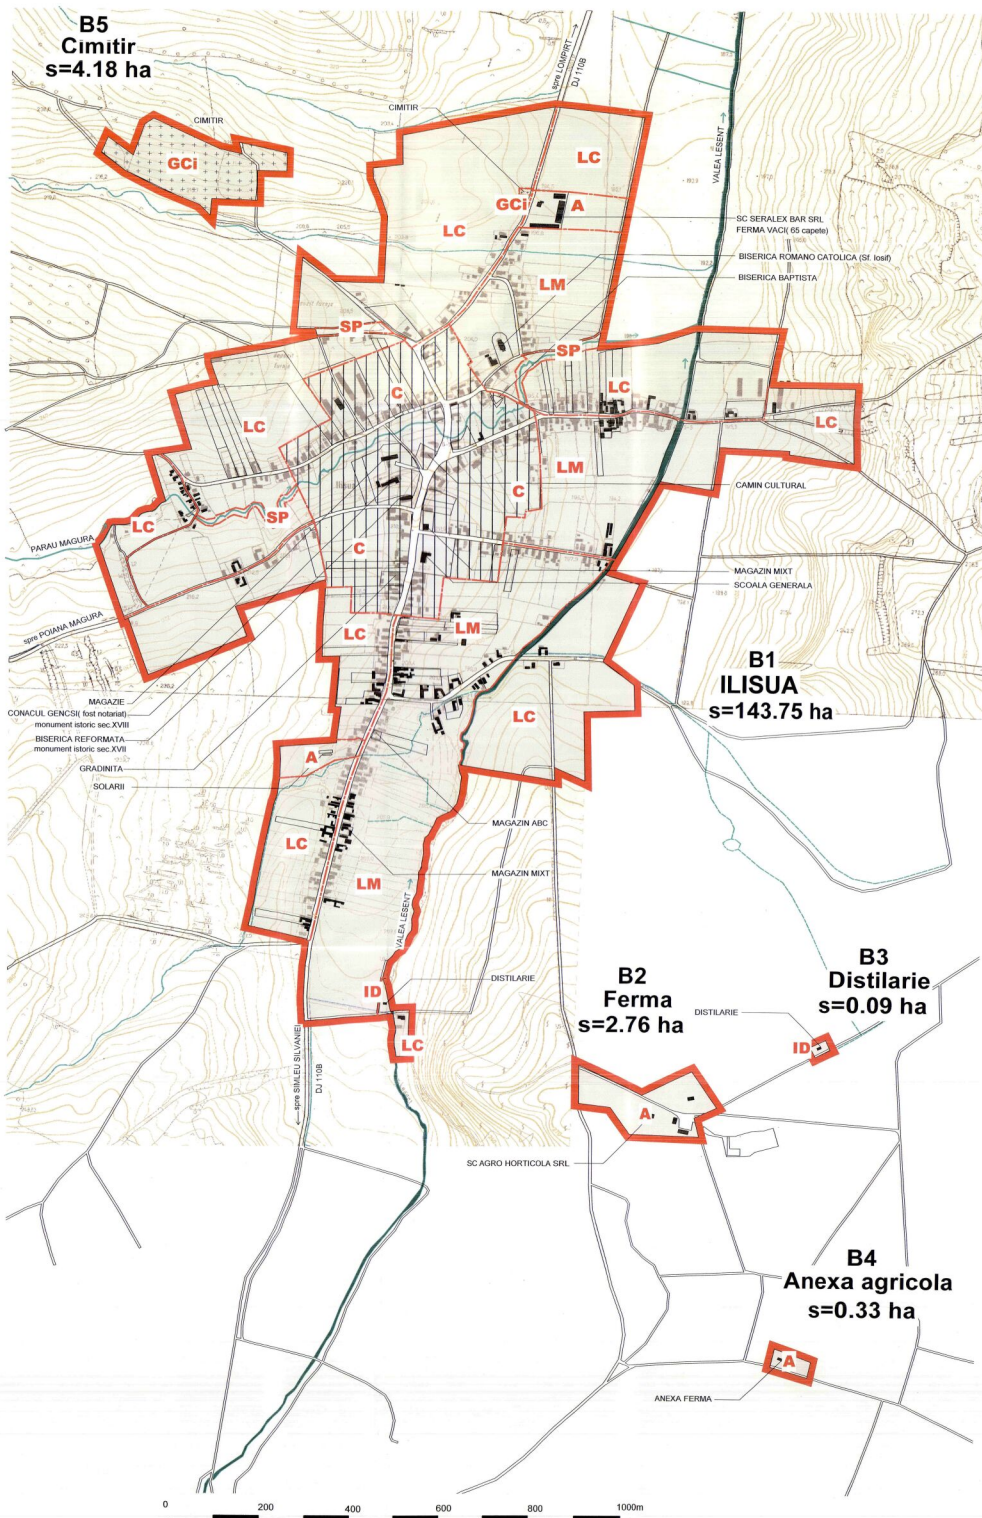 B5
Cimitir
s=4.18 ha
CIMITIR
GCi
CIMITIR
spre LOMPIRT
DJ 110B
VALEA LESENT
LC
GCi
A
LC
SC SERALEX BAR SRL
FERMA VACI( 65 capete)
BISERICA ROMANO CATOLICA (Sf. Iosif)
BISERICA BAPTISTA
LM
SP
SP
C
LC
LC
LC
LM
C
CAMIN CULTURAL
LC
SP
PARAU MAGURA
C
MAGAZIN MIXT
SCOALA GENERALA
spre POIANA MAGURA
LC
LM
B1
ILISUA
s=143.75 ha
MAGAZIE
CONACUL GENCSI( fost notariat)
monument istoric sec.XVIII
BISERICA REFORMATA
monument istoric sec.XVII
GRADINITA
SOLARII
LC
A
MAGAZIN ABC
LC
MAGAZIN MIXT
LM
VALEA LESENT
DISTILARIE
ID
LC
spre SIMLEU SILVANIEI
DJ 110B
B2
Ferma
s=2.76 ha
B3
Distilarie
s=0.09 ha
DISTILARIE
ID
A
SC AGRO HORTICOLA SRL
B4
Anexa agricola
s=0.33 ha
A
ANEXA FERMA
0 200 400 600 800 1000m